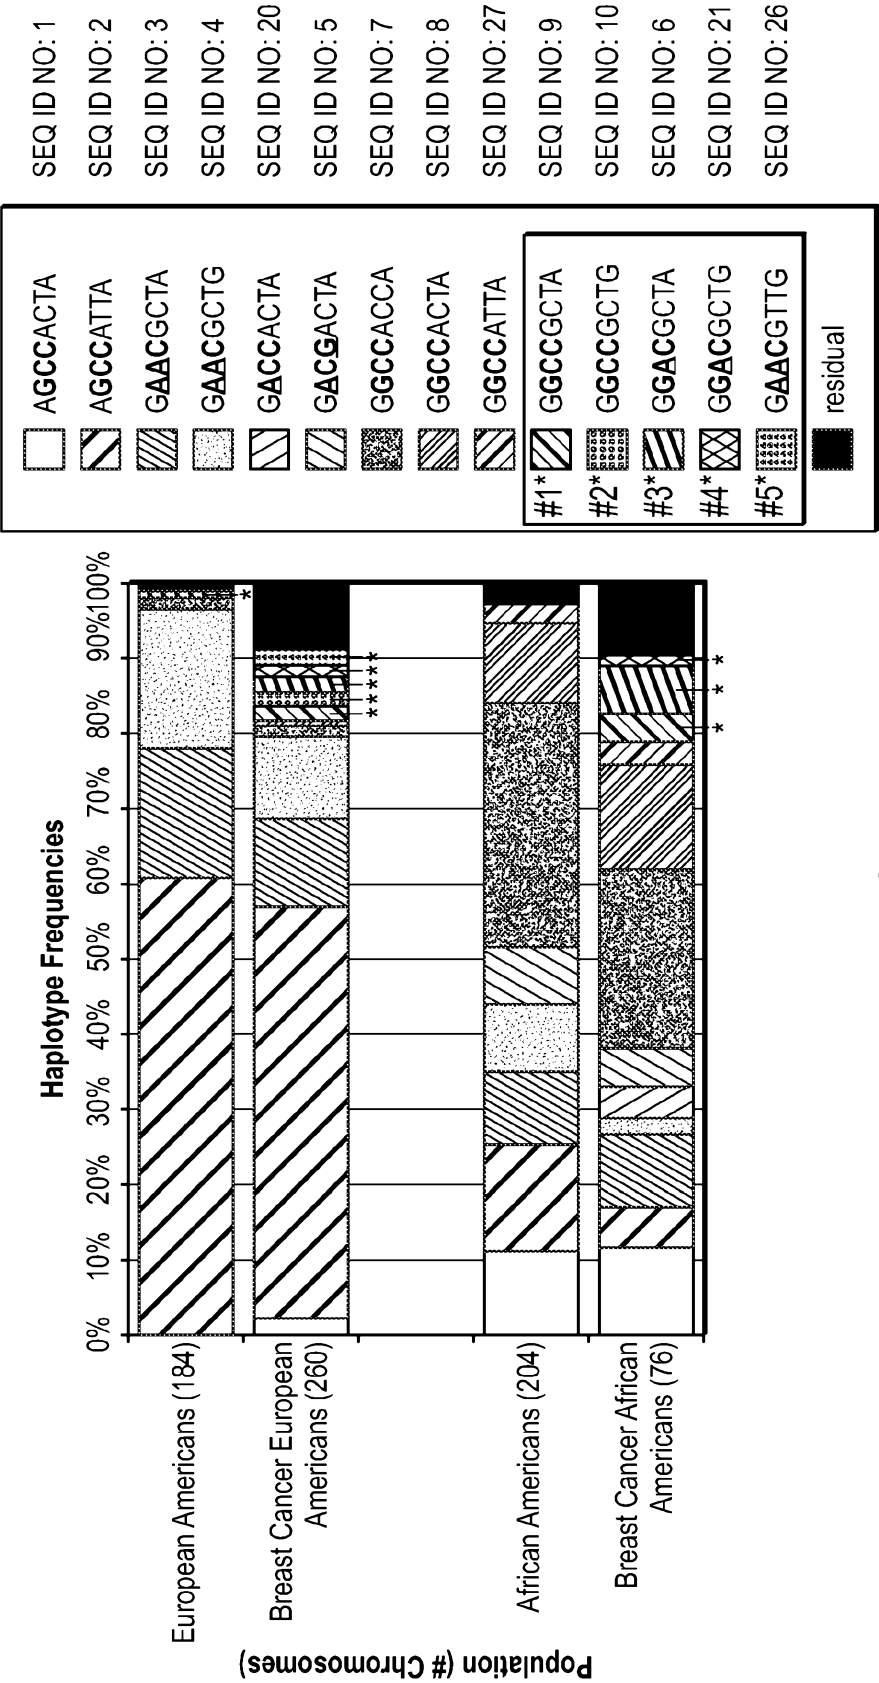 Haplotype Frequencies
0% 10% 20% 30% 40% 50% 60% 70% 80% 90% 100%
European Americans (184)
*
Breast Cancer European
Americans (260)
* * * * *
African Americans (204)
Breast Cancer African
Americans (76)
* * *
Population (# Chromosomes)
AGCCACTA SEQ ID NO: 1
AGCCATTA SEQ ID NO: 2
GAACGCTA SEQ ID NO: 3
GAACGCTG SEQ ID NO: 4
GACCACTA SEQ ID NO: 20
GACGACTA SEQ ID NO: 5
GGCCACCA SEQ ID NO: 7
GGCCACTA SEQ ID NO: 8
GGCCATTA SEQ ID NO: 27
#1* GGCCGCTA SEQ ID NO: 9
#2* GGCCGCTG SEQ ID NO: 10
#3* GGACGCTA SEQ ID NO: 6
#4* GGACGCTG SEQ ID NO: 21
#5* GAACGTTG SEQ ID NO: 26
residual